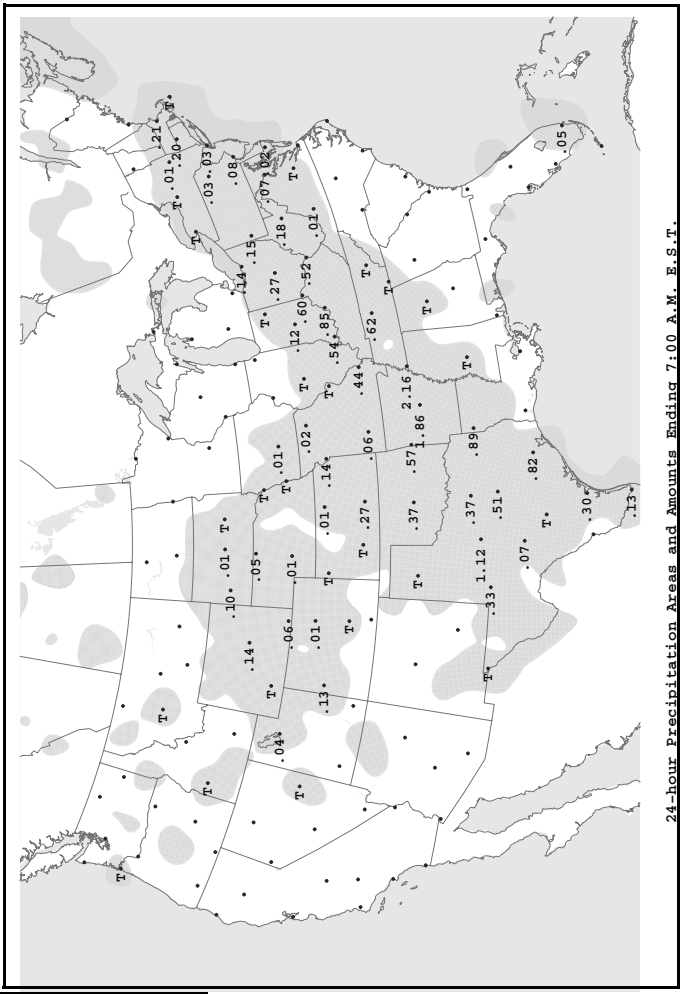 T
T
.21
T
.01
.20
T
T
T
.03
.03
.10
.01
T
.08
.14
.14
.15
.05
T
T
.07
.02
T
.27
.04
.01
.18
T
.06
.01
T
.12
T
.60
T
.02
.52
.01
.01
.13
.01
.85
.14
T
T
.54
T
.44
T
.27
T
.06
.62
T
2.16
.57
.37
T
1.86
T
T
.37
.89
1.12
T
.33
.51
.07
.82
T
.05
.30
.13
24-hour Precipitation Areas and Amounts Ending 7:00 A.M. E.S.T.